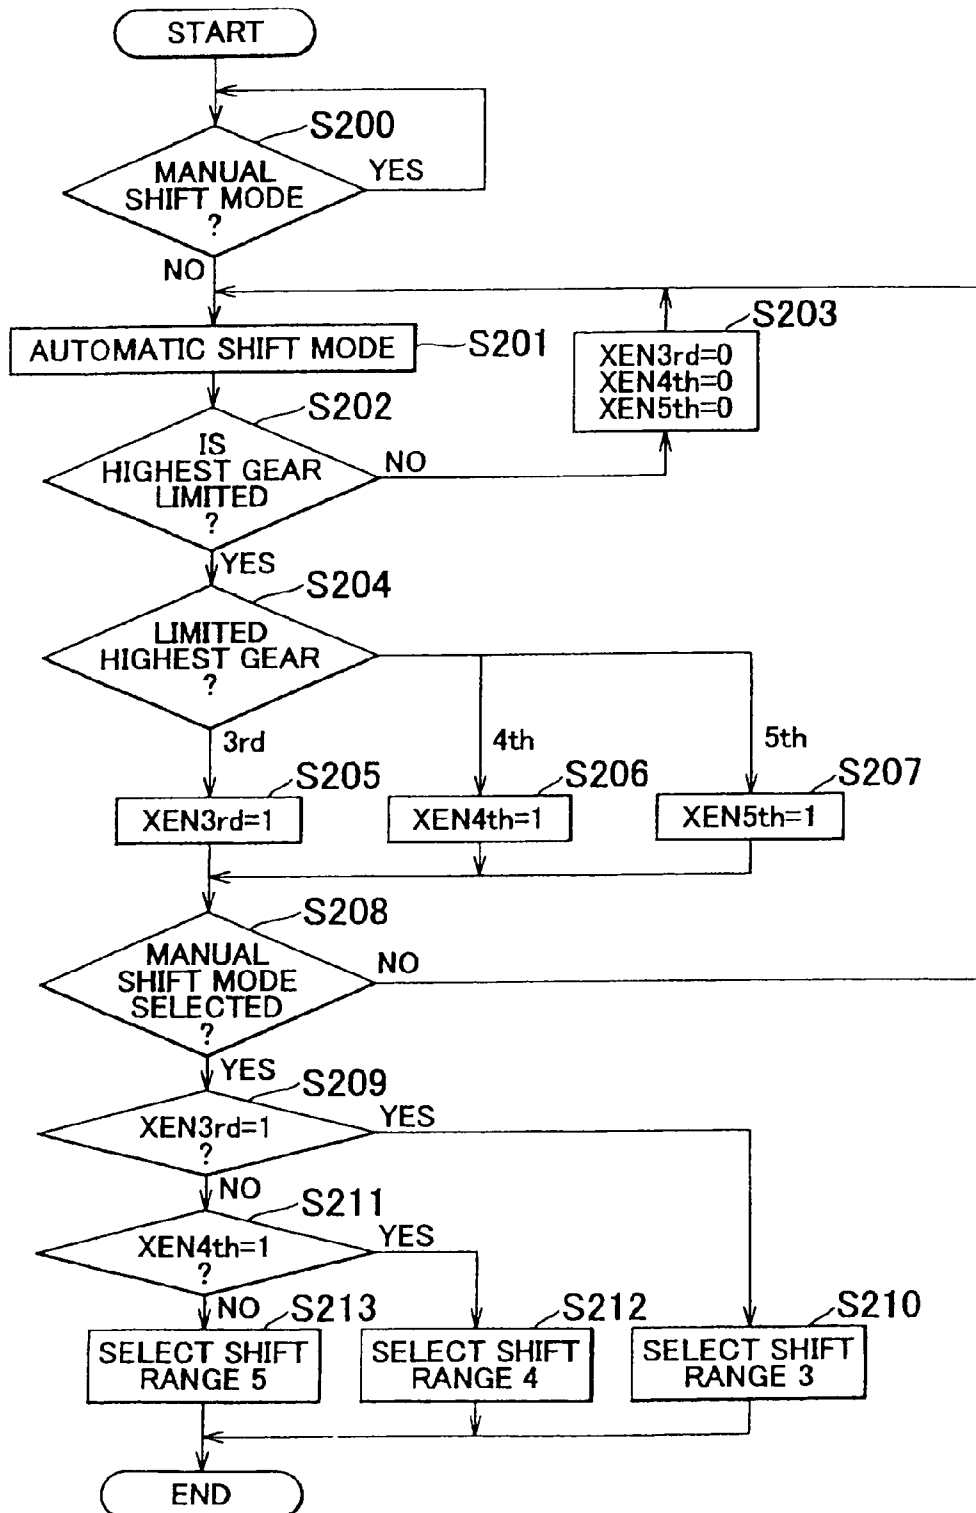 START
S200
MANUAL
SHIFT MODE
?
YES
NO
S203
XEN3rd=0
XEN4th=0
XEN5th=0
AUTOMATIC SHIFT MODE
S201
S202
IS
HIGHEST GEAR
LIMITED
?
NO
YES
S204
LIMITED
HIGHEST GEAR
?
3rd
4th
5th
S205
S206
S207
XEN3rd=1
XEN4th=1
XEN5th=1
S208
MANUAL
SHIFT MODE
SELECTED
?
NO
YES
S209
XEN3rd=1
?
YES
NO
S211
XEN4th=1
?
YES
NO
S213
S212
S210
SELECT SHIFT
RANGE 5
SELECT SHIFT
RANGE 4
SELECT SHIFT
RANGE 3
END